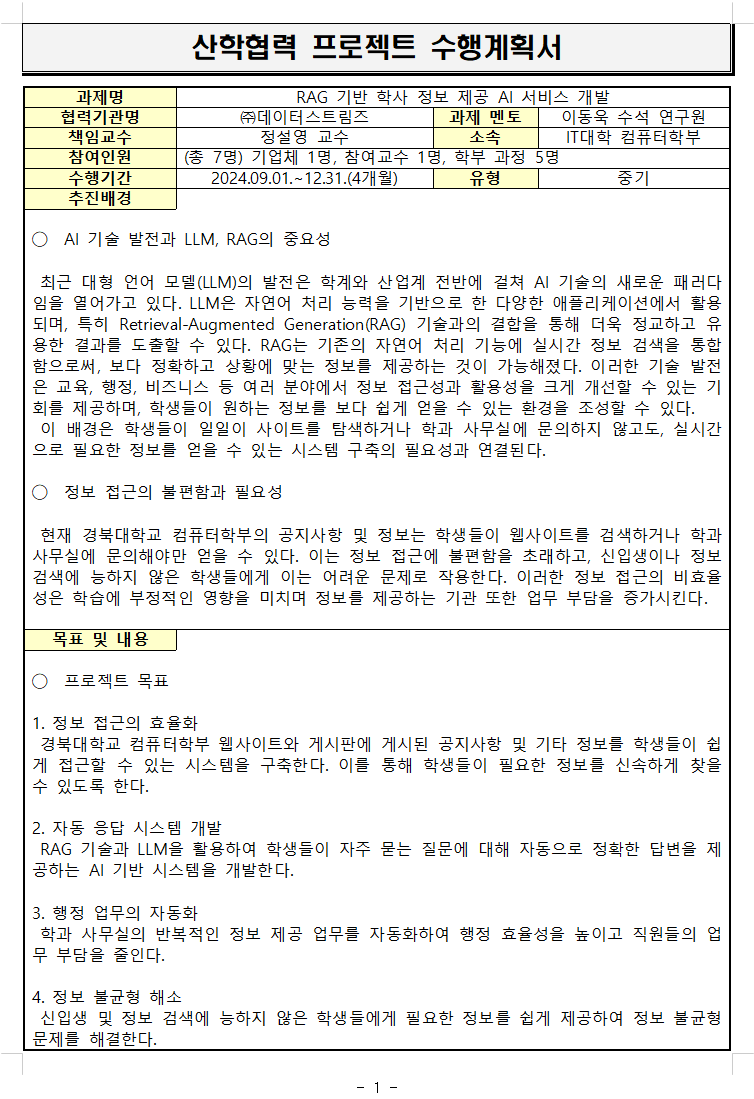 산학협력 프로젝트 수행계획서
과제명 RAG 기반 학사 정보 제공 AI 서비스 개발
협력기관명 ㈜데이터스트림즈 과제 멘토 이동욱 수석 연구원
책임교수 정설영 교수 소속 IT대학 컴퓨터학부
참여인원 (총 7명) 기업체 1명, 참여교수 1명, 학부 과정 5명
수행기간 2024.09.01.~12.31.(4개월) 유형 중기
추진배경
○ AI 기술 발전과 LLM, RAG의 중요성
최근 대형 언어 모델(LLM)의 발전은 학계와 산업계 전반에 걸쳐 AI 기술의 새로운 패러다
임을 열어가고 있다. LLM은 자연어 처리 능력을 기반으로 한 다양한 애플리케이션에서 활용
되며, 특히 Retrieval-Augmented Generation(RAG) 기술과의 결합을 통해 더욱 정교하고 유
용한 결과를 도출할 수 있다. RAG는 기존의 자연어 처리 기능에 실시간 정보 검색을 통합
함으로써, 보다 정확하고 상황에 맞는 정보를 제공하는 것이 가능해졌다. 이러한 기술 발전
은 교육, 행정, 비즈니스 등 여러 분야에서 정보 접근성과 활용성을 크게 개선할 수 있는 기
회를 제공하며, 학생들이 원하는 정보를 보다 쉽게 얻을 수 있는 환경을 조성할 수 있다.
이 배경은 학생들이 일일이 사이트를 탐색하거나 학과 사무실에 문의하지 않고도, 실시간
으로 필요한 정보를 얻을 수 있는 시스템 구축의 필요성과 연결된다.
○ 정보 접근의 불편함과 필요성
현재 경북대학교 컴퓨터학부의 공지사항 및 정보는 학생들이 웹사이트를 검색하거나 학과
사무실에 문의해야만 얻을 수 있다. 이는 정보 접근에 불편함을 초래하고, 신입생이나 정보
검색에 능하지 않은 학생들에게 이는 어려운 문제로 작용한다. 이러한 정보 접근의 비효율
성은 학습에 부정적인 영향을 미치며 정보를 제공하는 기관 또한 업무 부담을 증가시킨다.
목표 및 내용
○ 프로젝트 목표
1. 정보 접근의 효율화
경북대학교 컴퓨터학부 웹사이트와 게시판에 게시된 공지사항 및 기타 정보를 학생들이 쉽
게 접근할 수 있는 시스템을 구축한다. 이를 통해 학생들이 필요한 정보를 신속하게 찾을
수 있도록 한다.
2. 자동 응답 시스템 개발
RAG 기술과 LLM을 활용하여 학생들이 자주 묻는 질문에 대해 자동으로 정확한 답변을 제
공하는 AI 기반 시스템을 개발한다.
3. 행정 업무의 자동화
학과 사무실의 반복적인 정보 제공 업무를 자동화하여 행정 효율성을 높이고 직원들의 업
무 부담을 줄인다.
4. 정보 불균형 해소
신입생 및 정보 검색에 능하지 않은 학생들에게 필요한 정보를 쉽게 제공하여 정보 불균형
문제를 해결한다.
- 1 -